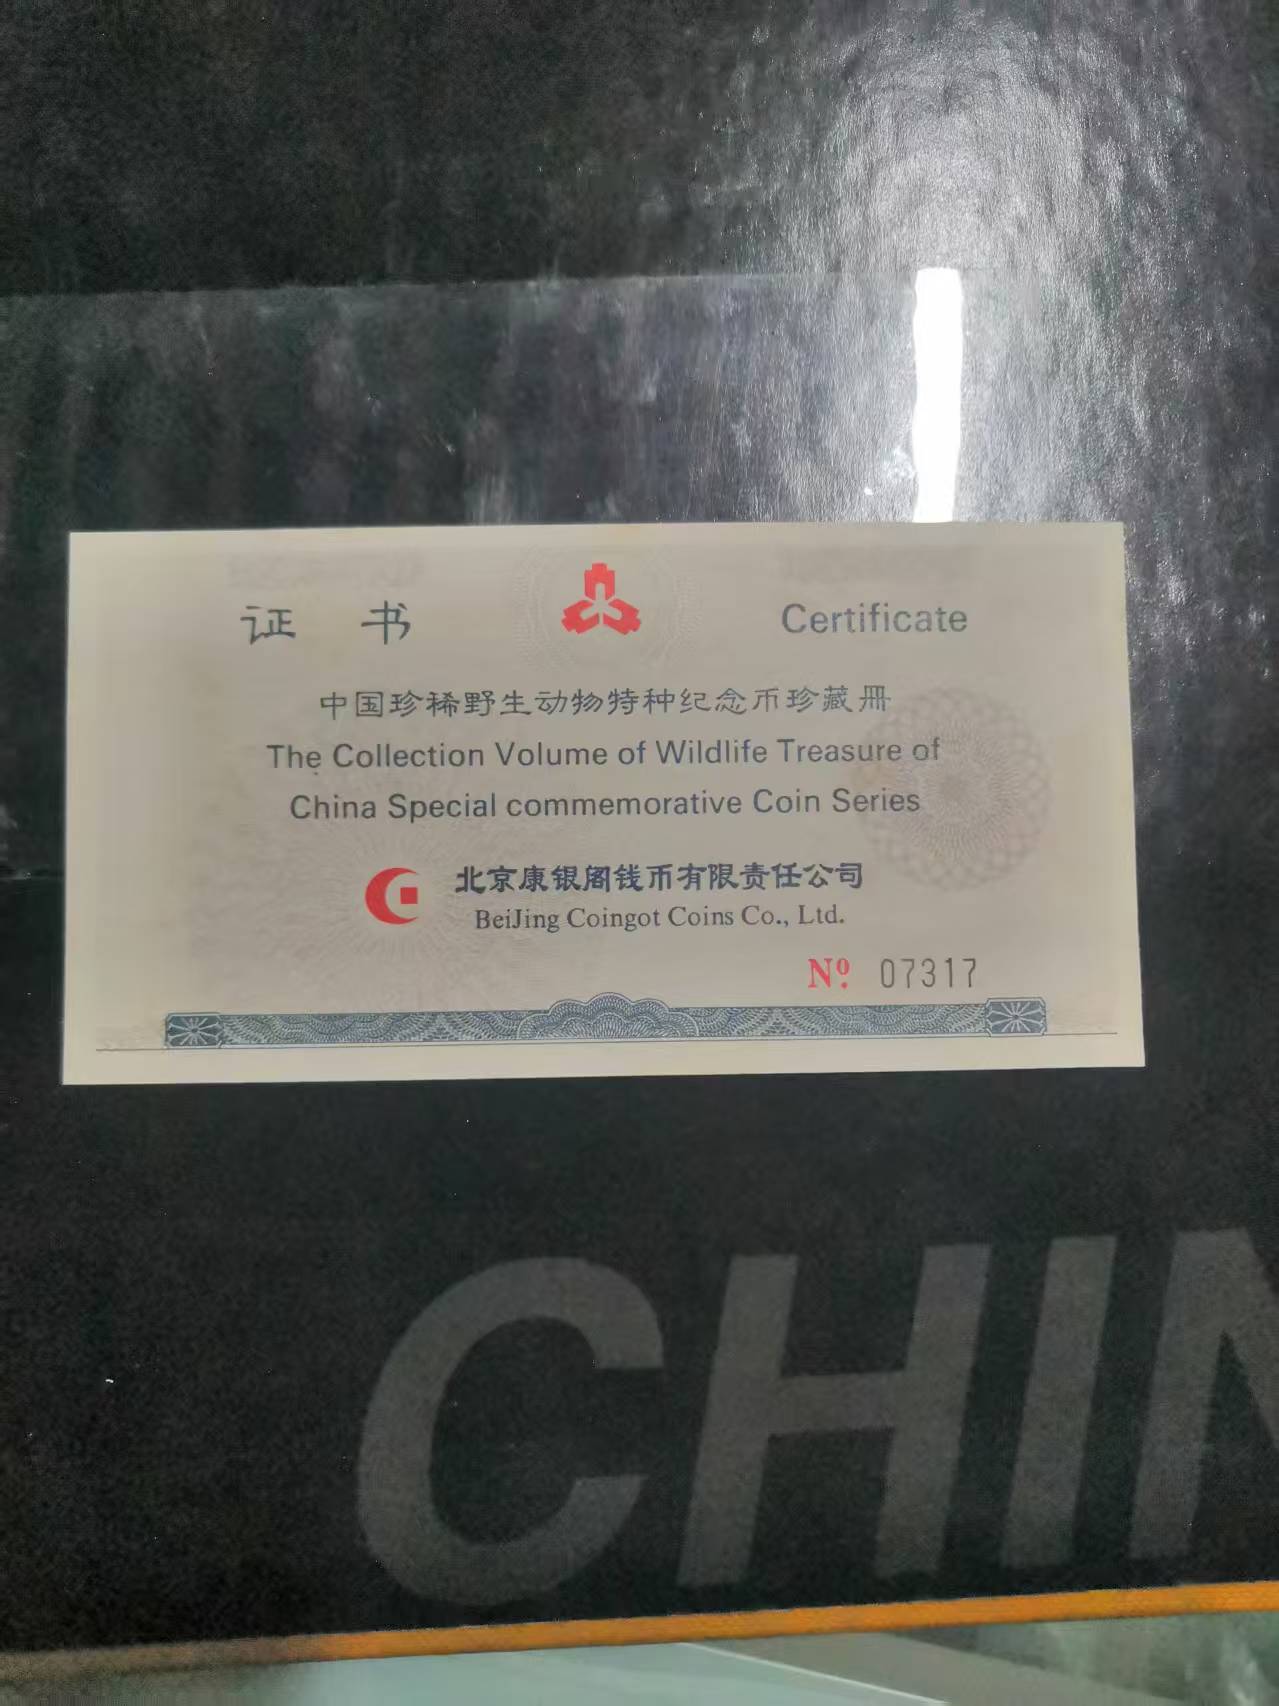 证 书 Certificate
中国珍稀野生动物特种纪念币珍藏册
The Collection Volume of Wildlife Treasure of
China Special commemorative Coin Series
北京康银阁钱币有限责任公司
BeiJing Coingot Coins Co., Ltd.
Nº. 07317
CHIN